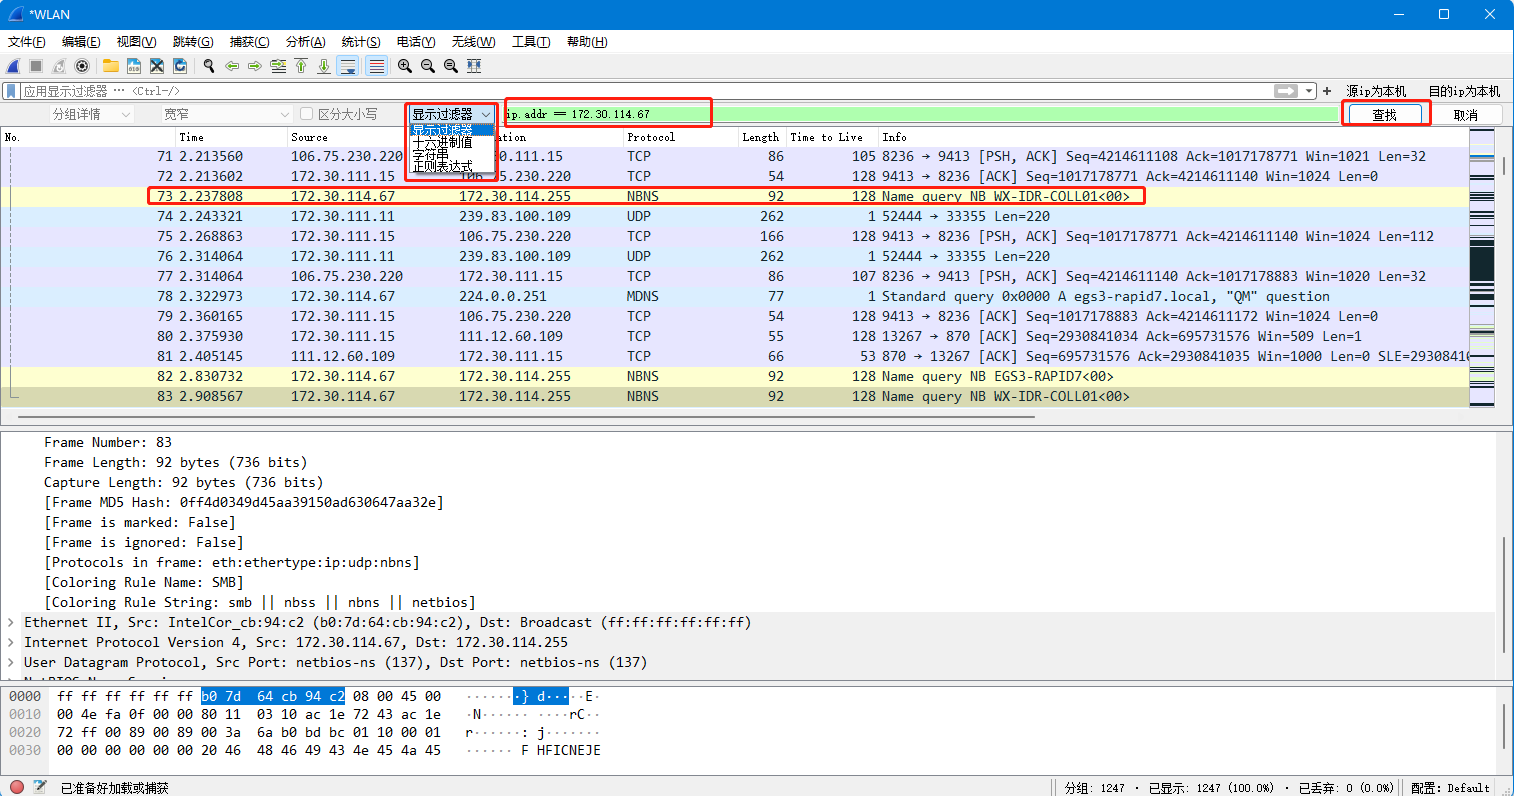 *WLAN
文件(F) 编辑(E) 视图(V) 跳转(G) 捕获(C) 分析(A) 统计(S) 电话(Y) 无线(W) 工具(T) 帮助(H)
应用显示过滤器 … <Ctrl-/> + 源ip为本机 目的ip为本机
分组详情 宽窄 区分大小写 显示过滤器 ip.addr == 172.30.114.67 查找 取消
显示过滤器
十六进制值
字符串
正则表达式
No. Time Source ation Protocol Length Time to Live Info
71 2.213560 106.75.230.220 .30.111.15 TCP 86 105 8236 → 9413 [PSH, ACK] Seq=4214611108 Ack=1017178771 Win=1021 Len=32
72 2.213602 172.30.111.15 106.75.230.220 TCP 54 128 9413 → 8236 [ACK] Seq=1017178771 Ack=4214611140 Win=1024 Len=0
73 2.237808 172.30.114.67 172.30.114.255 NBNS 92 128 Name query NB WX-IDR-COLL01<00>
74 2.243321 172.30.111.11 239.83.100.109 UDP 262 1 52444 → 33355 Len=220
75 2.268863 172.30.111.15 106.75.230.220 TCP 166 128 9413 → 8236 [PSH, ACK] Seq=1017178771 Ack=4214611140 Win=1024 Len=112
76 2.314064 172.30.111.11 239.83.100.109 UDP 262 1 52444 → 33355 Len=220
77 2.314064 106.75.230.220 172.30.111.15 TCP 86 107 8236 → 9413 [PSH, ACK] Seq=4214611140 Ack=1017178883 Win=1020 Len=32
78 2.322973 172.30.114.67 224.0.0.251 MDNS 77 1 Standard query 0x0000 A egs3-rapid7.local, "QM" question
79 2.360165 172.30.111.15 106.75.230.220 TCP 54 128 9413 → 8236 [ACK] Seq=1017178883 Ack=4214611172 Win=1024 Len=0
80 2.375930 172.30.111.15 111.12.60.109 TCP 55 128 13267 → 870 [ACK] Seq=2930841034 Ack=695731576 Win=509 Len=1
81 2.405145 111.12.60.109 172.30.111.15 TCP 66 53 870 → 13267 [ACK] Seq=695731576 Ack=2930841035 Win=1000 Len=0 SLE=29308410
82 2.830732 172.30.114.67 172.30.114.255 NBNS 92 128 Name query NB EGS3-RAPID7<00>
83 2.908567 172.30.114.67 172.30.114.255 NBNS 92 128 Name query NB WX-IDR-COLL01<00>
Frame Number: 83
Frame Length: 92 bytes (736 bits)
Capture Length: 92 bytes (736 bits)
[Frame MD5 Hash: 0ff4d0349d45aa39150ad630647aa32e]
[Frame is marked: False]
[Frame is ignored: False]
[Protocols in frame: eth:ethertype:ip:udp:nbns]
[Coloring Rule Name: SMB]
[Coloring Rule String: smb || nbss || nbns || netbios]
Ethernet II, Src: IntelCor_cb:94:c2 (b0:7d:64:cb:94:c2), Dst: Broadcast (ff:ff:ff:ff:ff:ff)
Internet Protocol Version 4, Src: 172.30.114.67, Dst: 172.30.114.255
User Datagram Protocol, Src Port: netbios-ns (137), Dst Port: netbios-ns (137)
0000 ff ff ff ff ff ff b0 7d 64 cb 94 c2 08 00 45 00 ·······} d·····E·
0010 00 4e fa 0f 00 00 80 11 03 10 ac 1e 72 43 ac 1e ·N······ ····rC··
0020 72 ff 00 89 00 89 00 3a 6a b0 bd bc 01 10 00 01 r······: j·······
0030 00 00 00 00 00 00 20 46 48 46 49 43 4e 45 4a 45 ······ F HFICNEJE
已准备好加载或捕获 分组: 1247 · 已显示: 1247 (100.0%) · 已丢弃: 0 (0.0%) 配置: Default